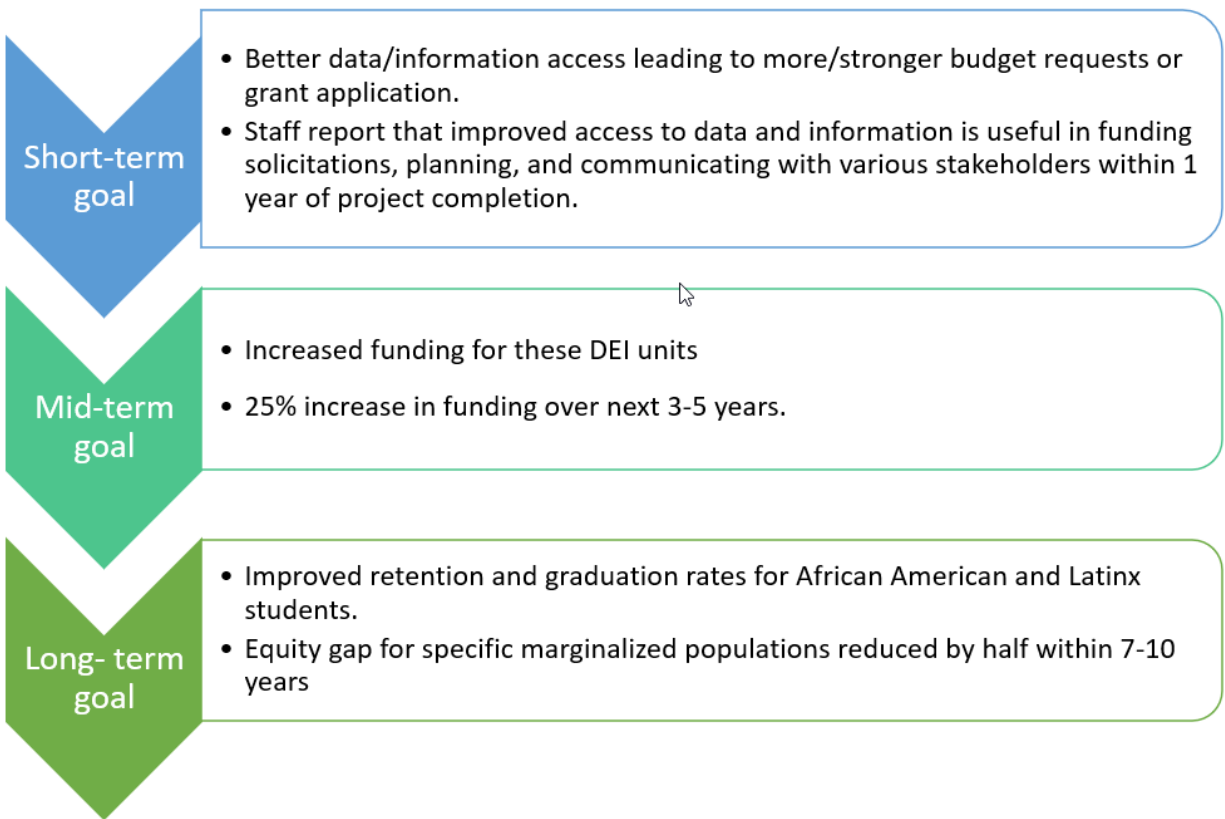 Short-term
goal
• Better data/information access leading to more/stronger budget requests or
grant application.
• Staff report that improved access to data and information is useful in funding
solicitations, planning, and communicating with various stakeholders within 1
year of project completion.
Mid-term
goal
• Increased funding for these DEI units
• 25% increase in funding over next 3-5 years.
Long- term
goal
• Improved retention and graduation rates for African American and Latinx
students.
• Equity gap for specific marginalized populations reduced by half within 7-10
years